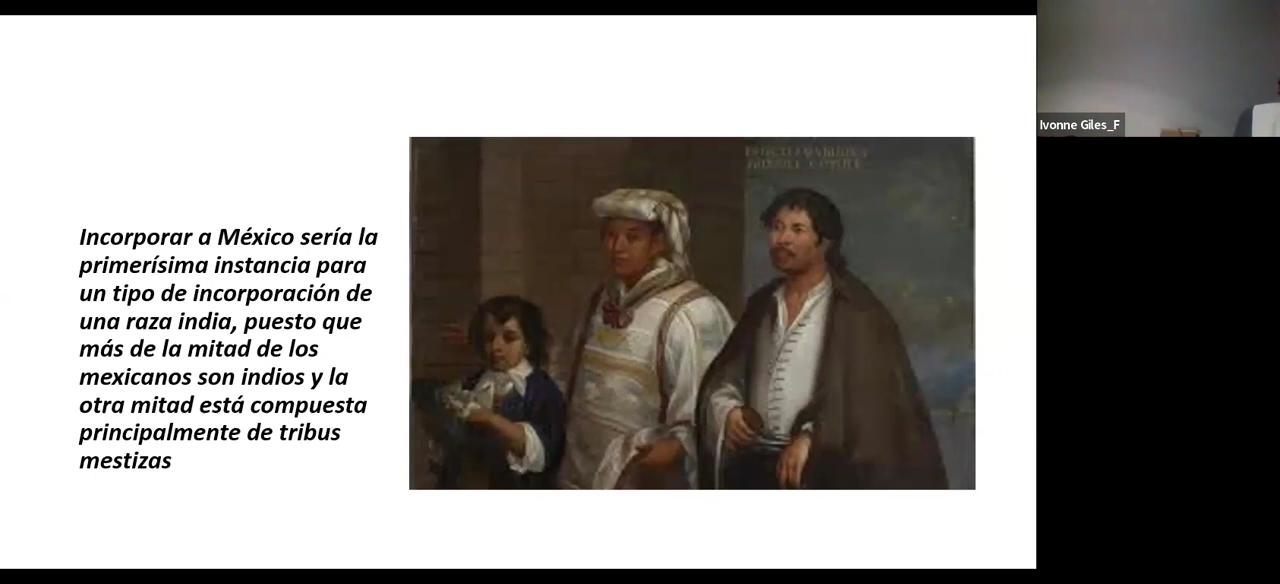 Incorporar a México sería la
primerísima instancia para
un tipo de incorporación de
una raza india, puesto que
más de la mitad de los
mexicanos son indios y la
otra mitad está compuesta
principalmente de tribus
mestizas
Ivonne Giles_F